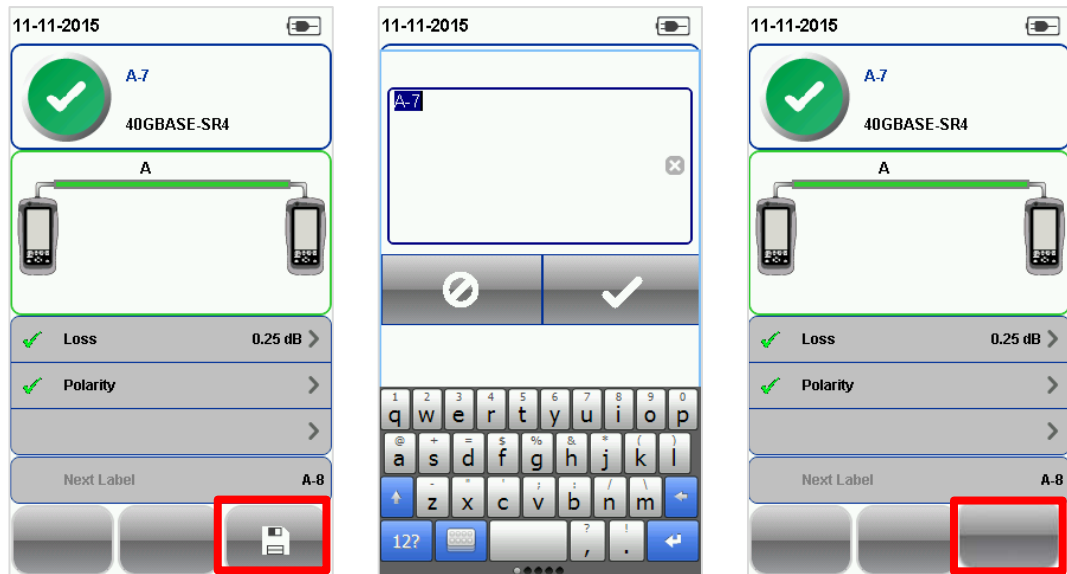 11-11-2015
A-7
40GBASE-SR4
A
Loss 0.25 dB
Polarity
Next Label A-8
11-11-2015
A-7
1 2 3 4 5 6 7 8 9 0
q w e r t y u i o p
@ + = $ % & * ( )
a s d f g h j k l
- " ' ; : / \
z x c v b n m
? !
12? , .
11-11-2015
A-7
40GBASE-SR4
A
Loss 0.25 dB
Polarity
Next Label A-8